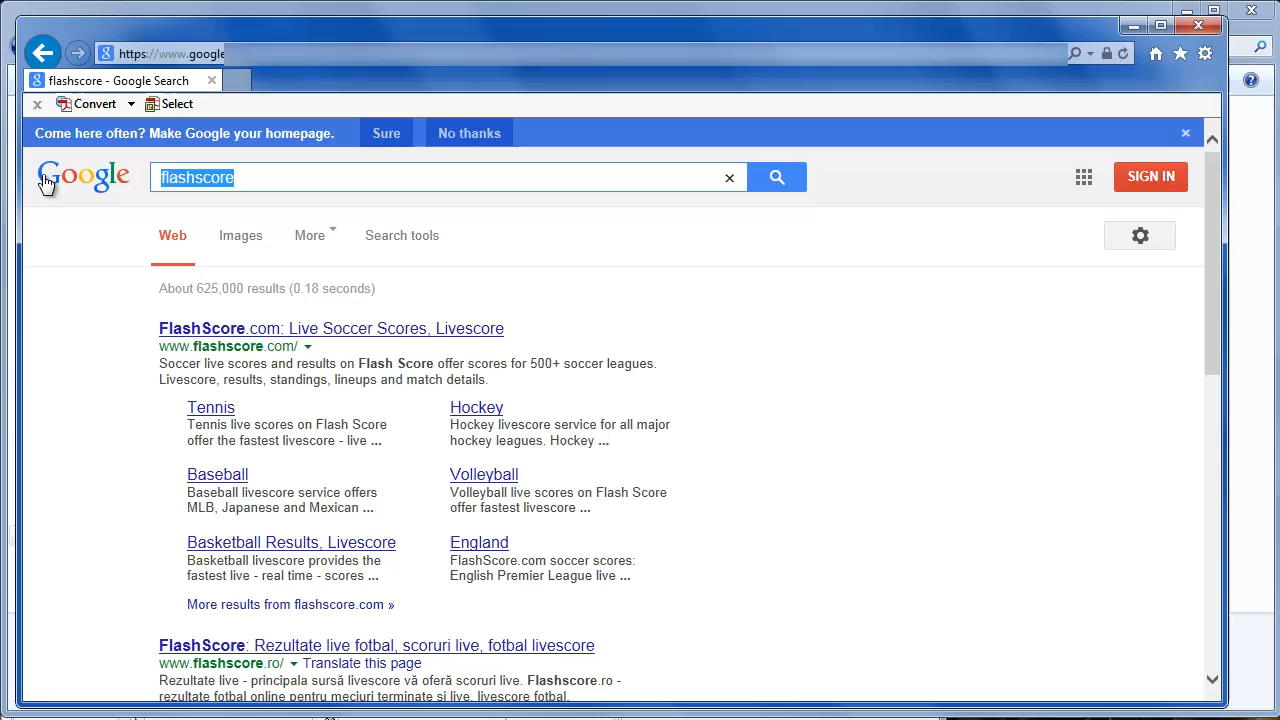 https://www.google
flashscore - Google Search
Convert Select
Come here often? Make Google your homepage. Sure No thanks
Google flashscore SIGN IN
Web Images More Search tools
About 625,000 results (0.18 seconds)
FlashScore.com: Live Soccer Scores, Livescore
www.flashscore.com/
Soccer live scores and results on Flash Score offer scores for 500+ soccer leagues.
Livescore, results, standings, lineups and match details.
Tennis
Tennis live scores on Flash Score
offer the fastest livescore - live ...
Hockey
Hockey livescore service for all major
hockey leagues. Hockey ...
Baseball
Baseball livescore service offers
MLB, Japanese and Mexican ...
Volleyball
Volleyball live scores on Flash Score
offer fastest livescore ...
Basketball Results, Livescore
Basketball livescore provides the
fastest live - real time - scores ...
England
FlashScore.com soccer scores:
English Premier League live ...
More results from flashscore.com »
FlashScore: Rezultate live fotbal, scoruri live, fotbal livescore
www.flashscore.ro/ Translate this page
Rezultate live - principala sursă livescore vă oferă scoruri live. Flashscore.ro -
rezultate fotbal online pentru meciuri terminate și live, livescore fotbal.